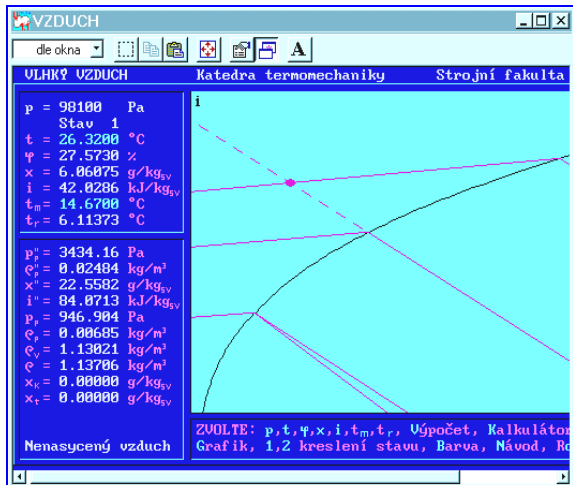 VZDUCH
dle okna
A
VLHKÝ VZDUCH Katedra termomechaniky Strojní fakulta
p = 98100 Pa
Stav 1
t = 26.3200 °C
φ = 27.5730 %
x = 6.06075 g/kgsv
i = 42.0286 kJ/kgsv
tm= 14.6700 °C
tr= 6.11373 °C
p"p= 3434.16 Pa
ρ"p= 0.02484 kg/m³
x"= 22.5582 g/kgsv
i"= 84.0713 kJ/kgsv
pp= 946.904 Pa
ρp= 0.00685 kg/m³
ρv= 1.13021 kg/m³
ρ = 1.13706 kg/m³
xK= 0.00000 g/kgsv
xt= 0.00000 g/kgsv
Nenasycený vzduch
i
ZVOLTE: p,t,φ,x,i,tm,tr, Výpočet, Kalkulátor
Grafik, 1,2 kreslení stavu, Barva, Návod, Ro